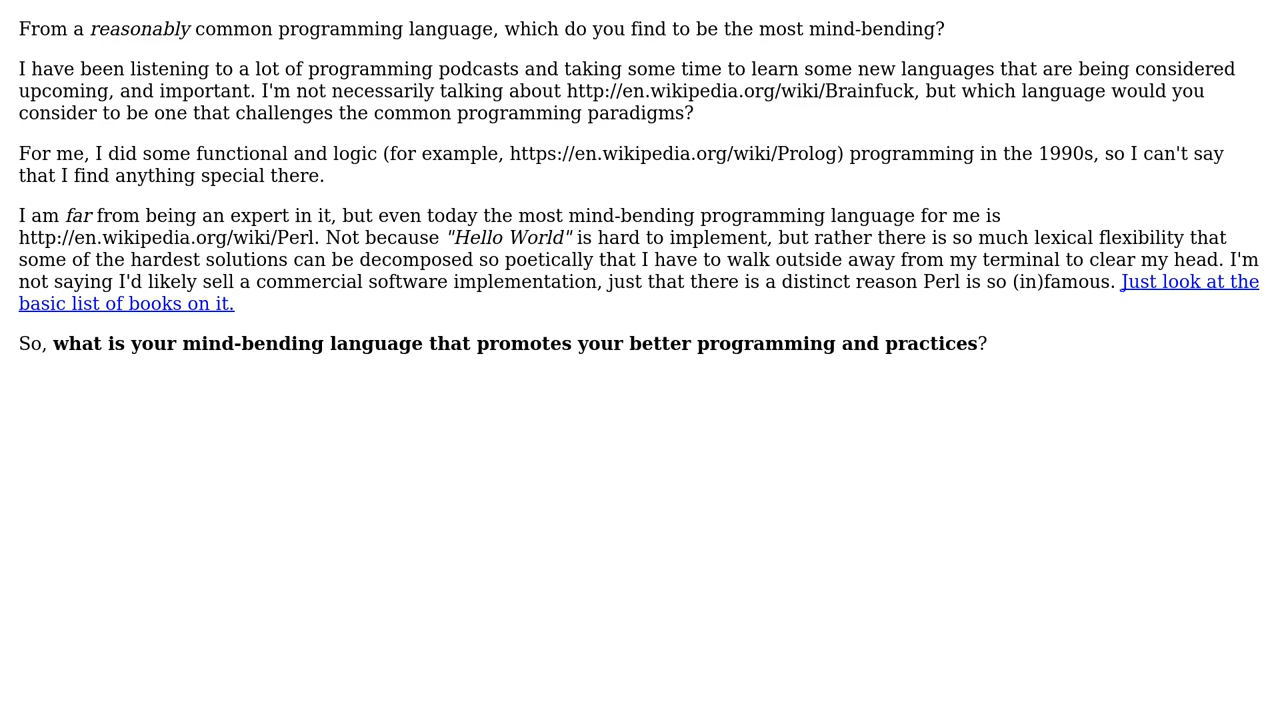 From a reasonably common programming language, which do you find to be the most mind-bending?
I have been listening to a lot of programming podcasts and taking some time to learn some new languages that are being considered
upcoming, and important. I'm not necessarily talking about http://en.wikipedia.org/wiki/Brainfuck, but which language would you
consider to be one that challenges the common programming paradigms?
For me, I did some functional and logic (for example, https://en.wikipedia.org/wiki/Prolog) programming in the 1990s, so I can't say
that I find anything special there.
I am far from being an expert in it, but even today the most mind-bending programming language for me is
http://en.wikipedia.org/wiki/Perl. Not because "Hello World" is hard to implement, but rather there is so much lexical flexibility that
some of the hardest solutions can be decomposed so poetically that I have to walk outside away from my terminal to clear my head. I'm
not saying I'd likely sell a commercial software implementation, just that there is a distinct reason Perl is so (in)famous. Just look at the
basic list of books on it.
So, what is your mind-bending language that promotes your better programming and practices?